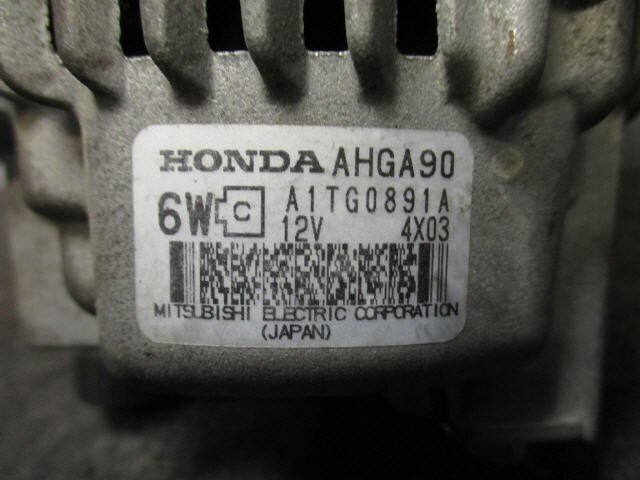 HONDA AHGA90
6W C A1TG0891A
12V 4X03
MITSUBISHI ELECTRIC CORPORATION
(JAPAN)